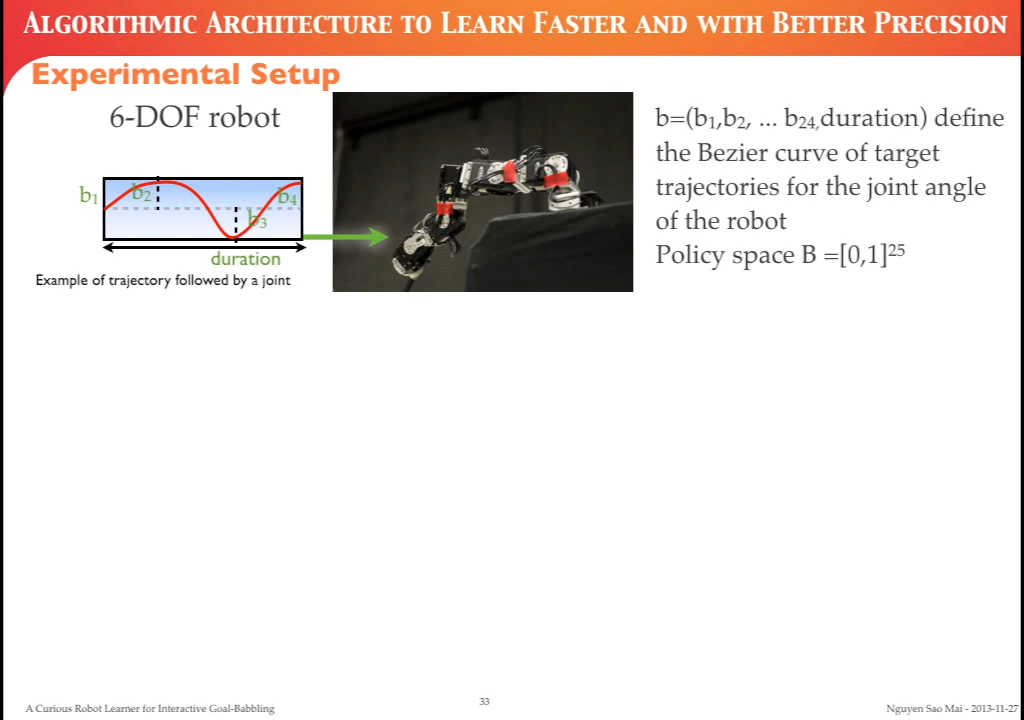 Algorithmic Architecture to Learn Faster and with Better Precision
Experimental Setup
6-DOF robot
b1
b2
b3
b4
duration
Example of trajectory followed by a joint
b=(b1,b2, ... b24,duration) define
the Bezier curve of target
trajectories for the joint angle
of the robot
Policy space B =[0,1]25
A Curious Robot Learner for Interactive Goal-Babbling
33
Nguyen Sao Mai - 2013-11-27